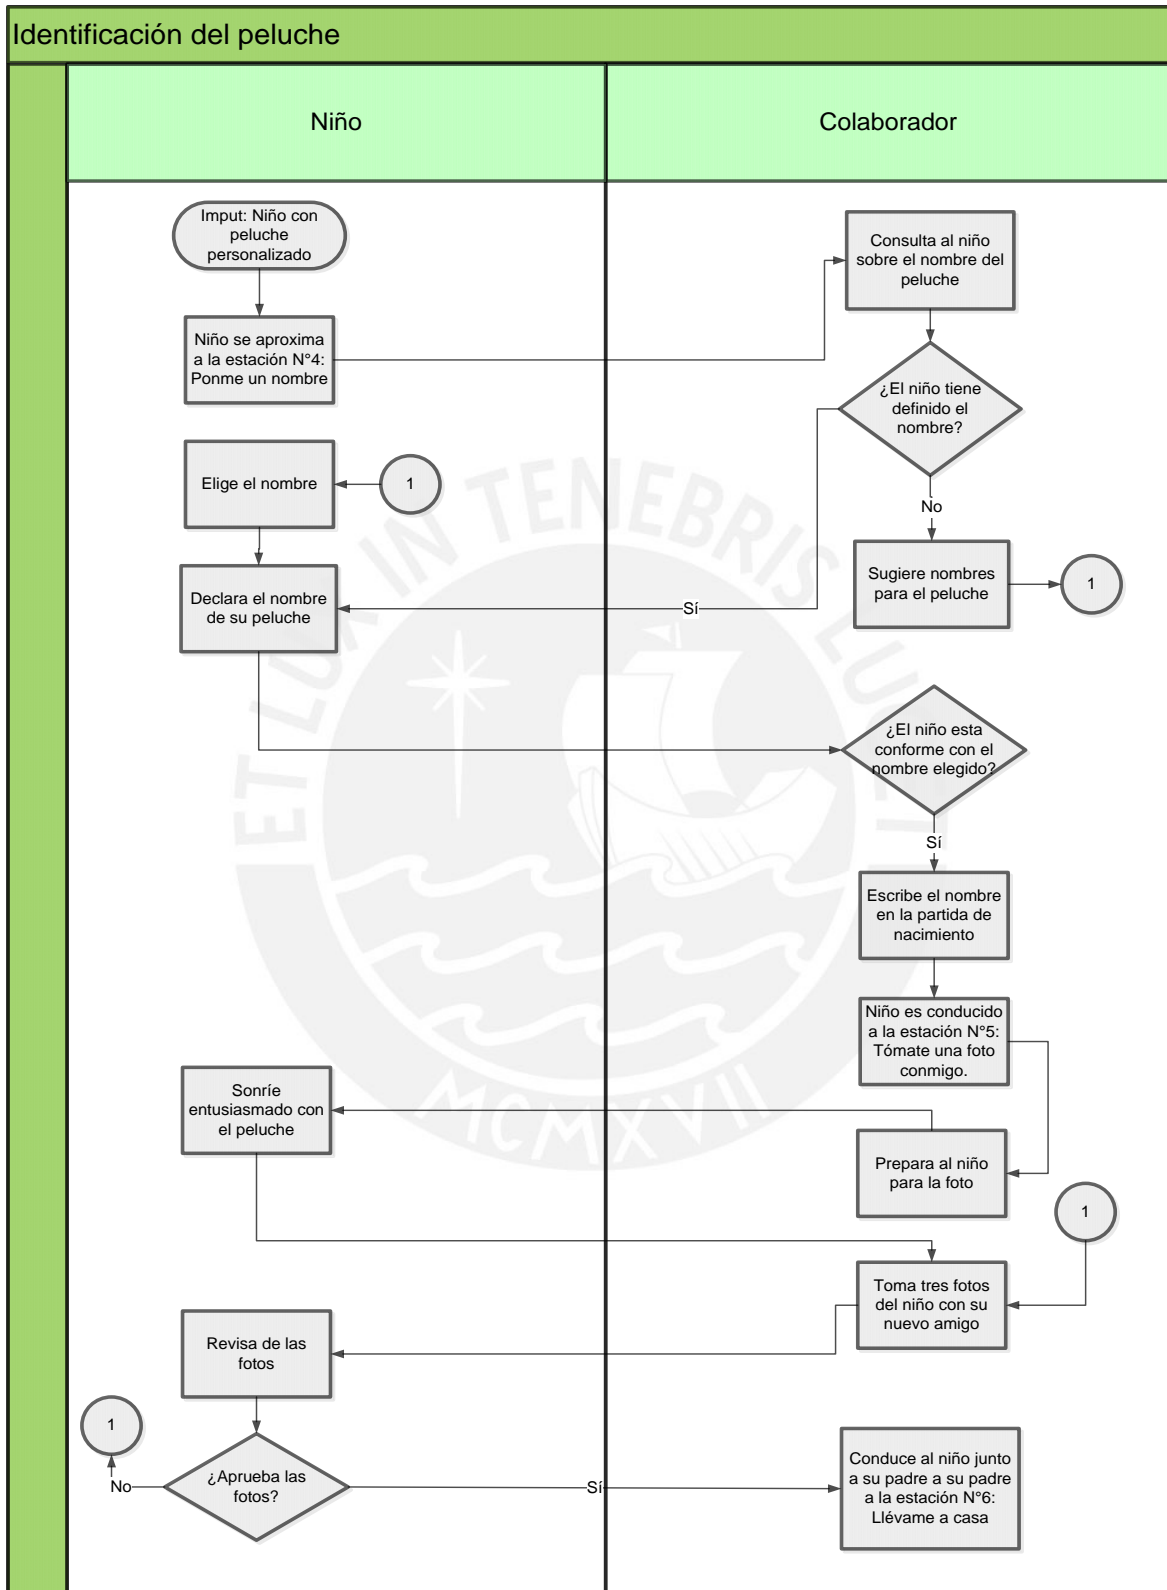 Identificación del peluche
Niño
Colaborador
Imput: Niño con
peluche
personalizado
Consulta al niño
sobre el nombre del
peluche
Niño se aproxima
a la estación N°4:
Ponme un nombre
¿El niño tiene
definido el
nombre?
Elige el nombre
1
No
Sugiere nombres
para el peluche
1
Declara el nombre
de su peluche
Sí
¿El niño esta
conforme con el
nombre elegido?
Sí
Escribe el nombre
en la partida de
nacimiento
Niño es conducido
a la estación N°5:
Tómate una foto
conmigo.
Sonríe
entusiasmado con
el peluche
Prepara al niño
para la foto
1
Toma tres fotos
del niño con su
nuevo amigo
Revisa de las
fotos
1
¿Aprueba las
fotos?
No
Sí
Conduce al niño junto
a su padre a su padre
a la estación N°6:
Llévame a casa
ET LUX IN TENEBRIS LUCET
MCMXVII